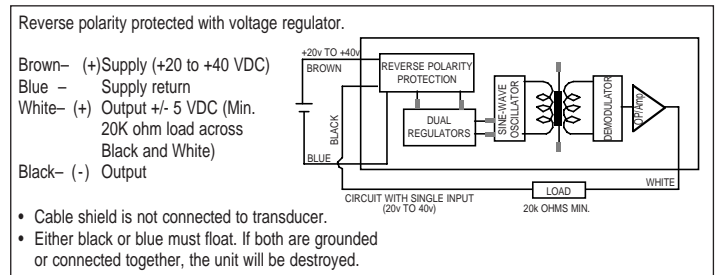 Reverse polarity protected with voltage regulator.
Brown– (+)Supply (+20 to +40 VDC)
Blue – Supply return
White– (+) Output +/- 5 VDC (Min.
20K ohm load across
Black and White)
Black– (-) Output
• Cable shield is not connected to transducer.
• Either black or blue must float. If both are grounded
or connected together, the unit will be destroyed.
+20v TO +40v
BROWN
REVERSE POLARITY
PROTECTION
DUAL
REGULATORS
SINE-WAVE
OSCILLATOR
DEMODULATOR
OP/Amp
BLACK
BLUE
WHITE
CIRCUIT WITH SINGLE INPUT
(20v TO 40v)
LOAD
20k OHMS MIN.